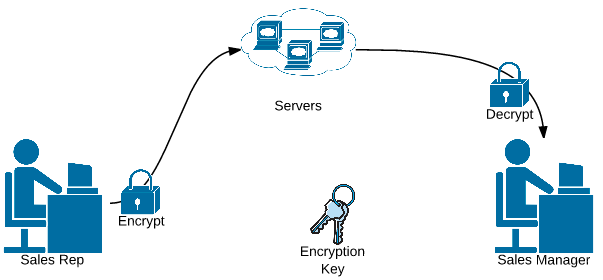 Servers
Decrypt
Encrypt
Sales Rep
Encryption
Key
Sales Manager